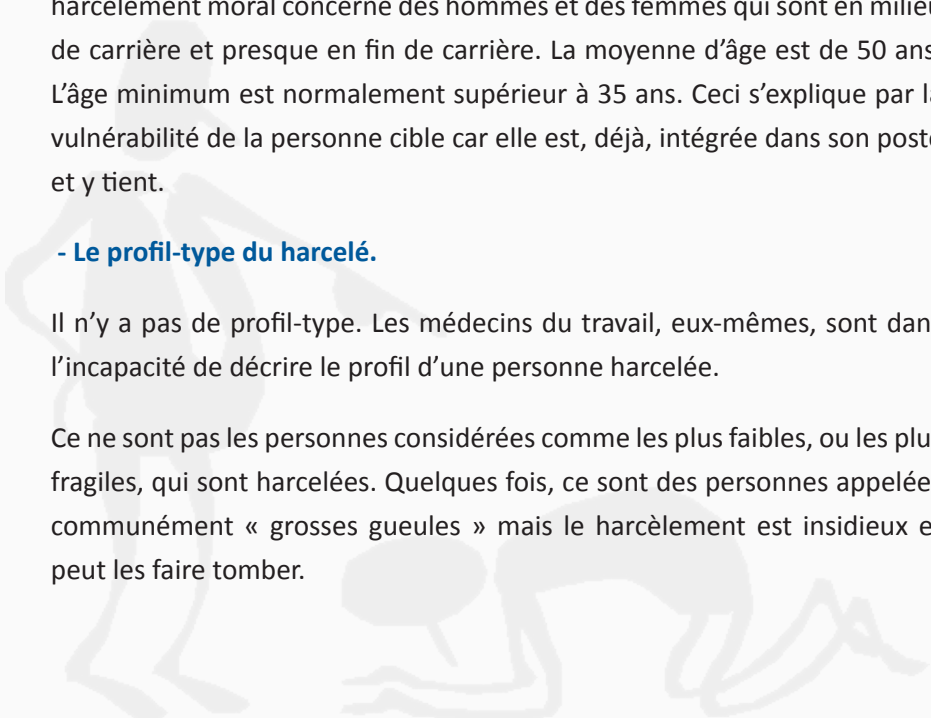 harcèlement moral concerne des hommes et des femmes qui sont en milieu
de carrière et presque en fin de carrière. La moyenne d’âge est de 50 ans
L’âge minimum est normalement supérieur à 35 ans. Ceci s’explique par la
vulnérabilité de la personne cible car elle est, déjà, intégrée dans son poste
et y tient.
- Le profil-type du harcelé.
Il n’y a pas de profil-type. Les médecins du travail, eux-mêmes, sont dan
l’incapacité de décrire le profil d’une personne harcelée.
Ce ne sont pas les personnes considérées comme les plus faibles, ou les plu
fragiles, qui sont harcelées. Quelques fois, ce sont des personnes appelée
communément « grosses gueules » mais le harcèlement est insidieux e
peut les faire tomber.